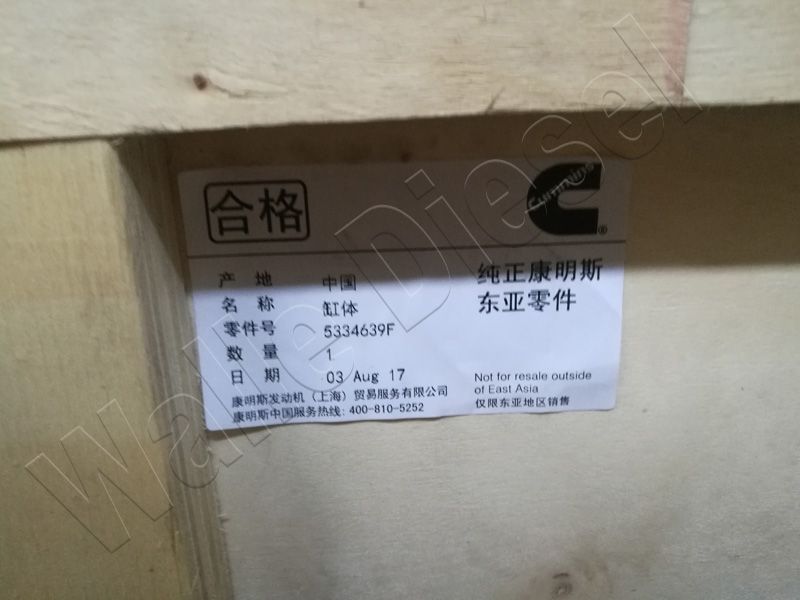 合格
Cummins
®
产 地 中国
名 称 缸体
零件号 5334639F
数 量 1
日 期 03 Aug 17
纯正康明斯
东亚零件
Not for resale outside
of East Asia
仅限东亚地区销售
康明斯发动机（上海）贸易服务有限公司
康明斯中国服务热线: 400-810-5252
Walle Diesel